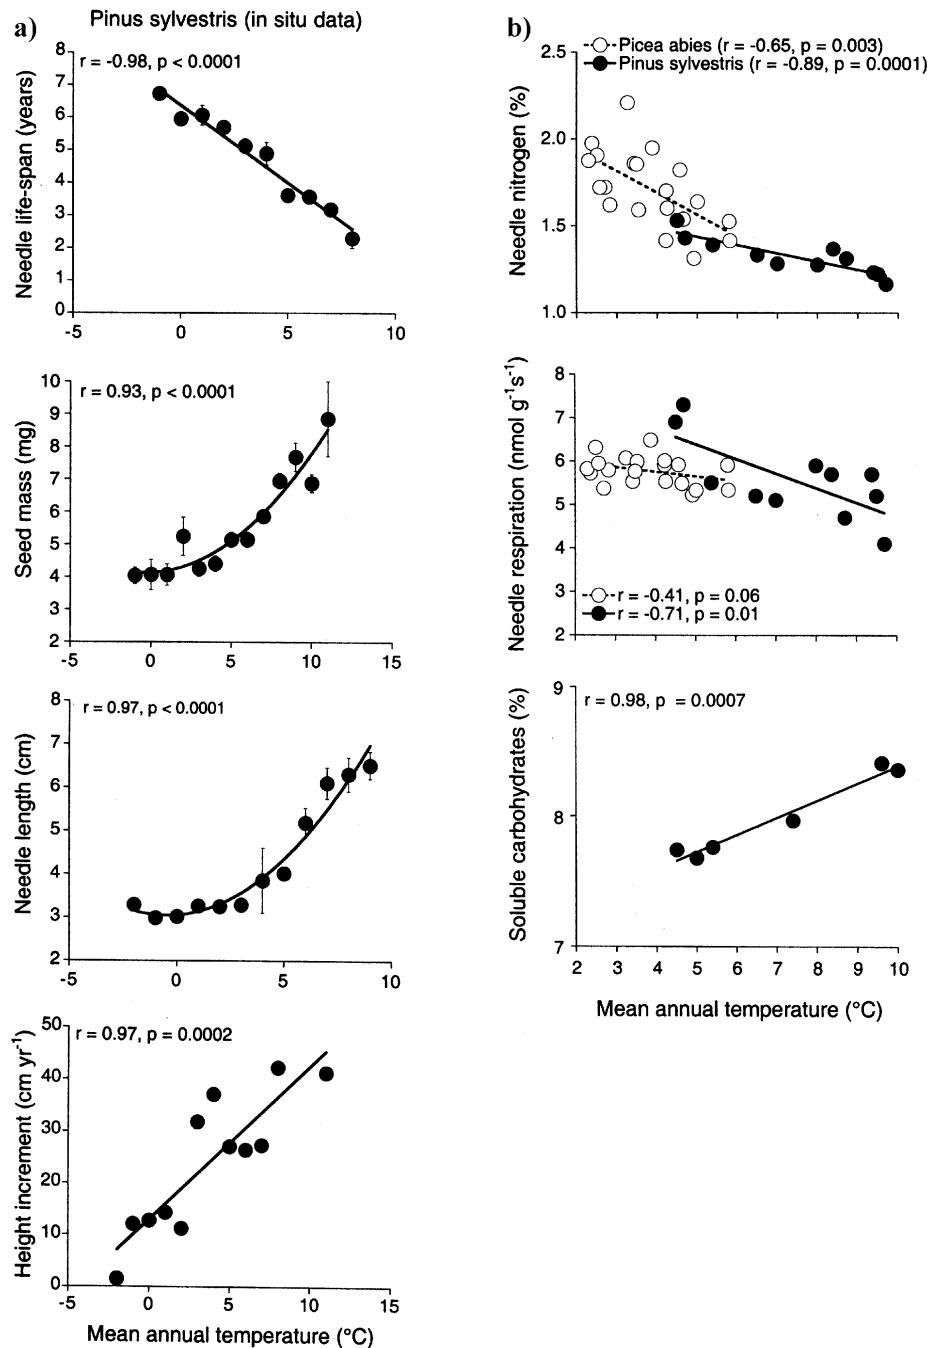 a)
Pinus sylvestris (in situ data)
r = -0.98, p < 0.0001
Needle life-span (years)
8
7
6
5
4
3
2
1
0
-5 0 5 10
r = 0.93, p < 0.0001
Seed mass (mg)
10
9
8
7
6
5
4
3
2
-5 0 5 10 15
r = 0.97, p < 0.0001
Needle length (cm)
8
7
6
5
4
3
2
-5 0 5 10
r = 0.97, p = 0.0002
Height increment (cm yr⁻¹)
50
40
30
20
10
0
-5 0 5 10 15
Mean annual temperature (°C)
b)
Picea abies (r = -0.65, p = 0.003)
Pinus sylvestris (r = -0.89, p = 0.0001)
Needle nitrogen (%)
2.5
2.0
1.5
1.0
Needle respiration (nmol g⁻¹s⁻¹)
8
7
6
5
4
3
2
r = -0.41, p = 0.06
r = -0.71, p = 0.01
r = 0.98, p = 0.0007
Soluble carbohydrates (%)
9
8
7
2 3 4 5 6 7 8 9 10
Mean annual temperature (°C)